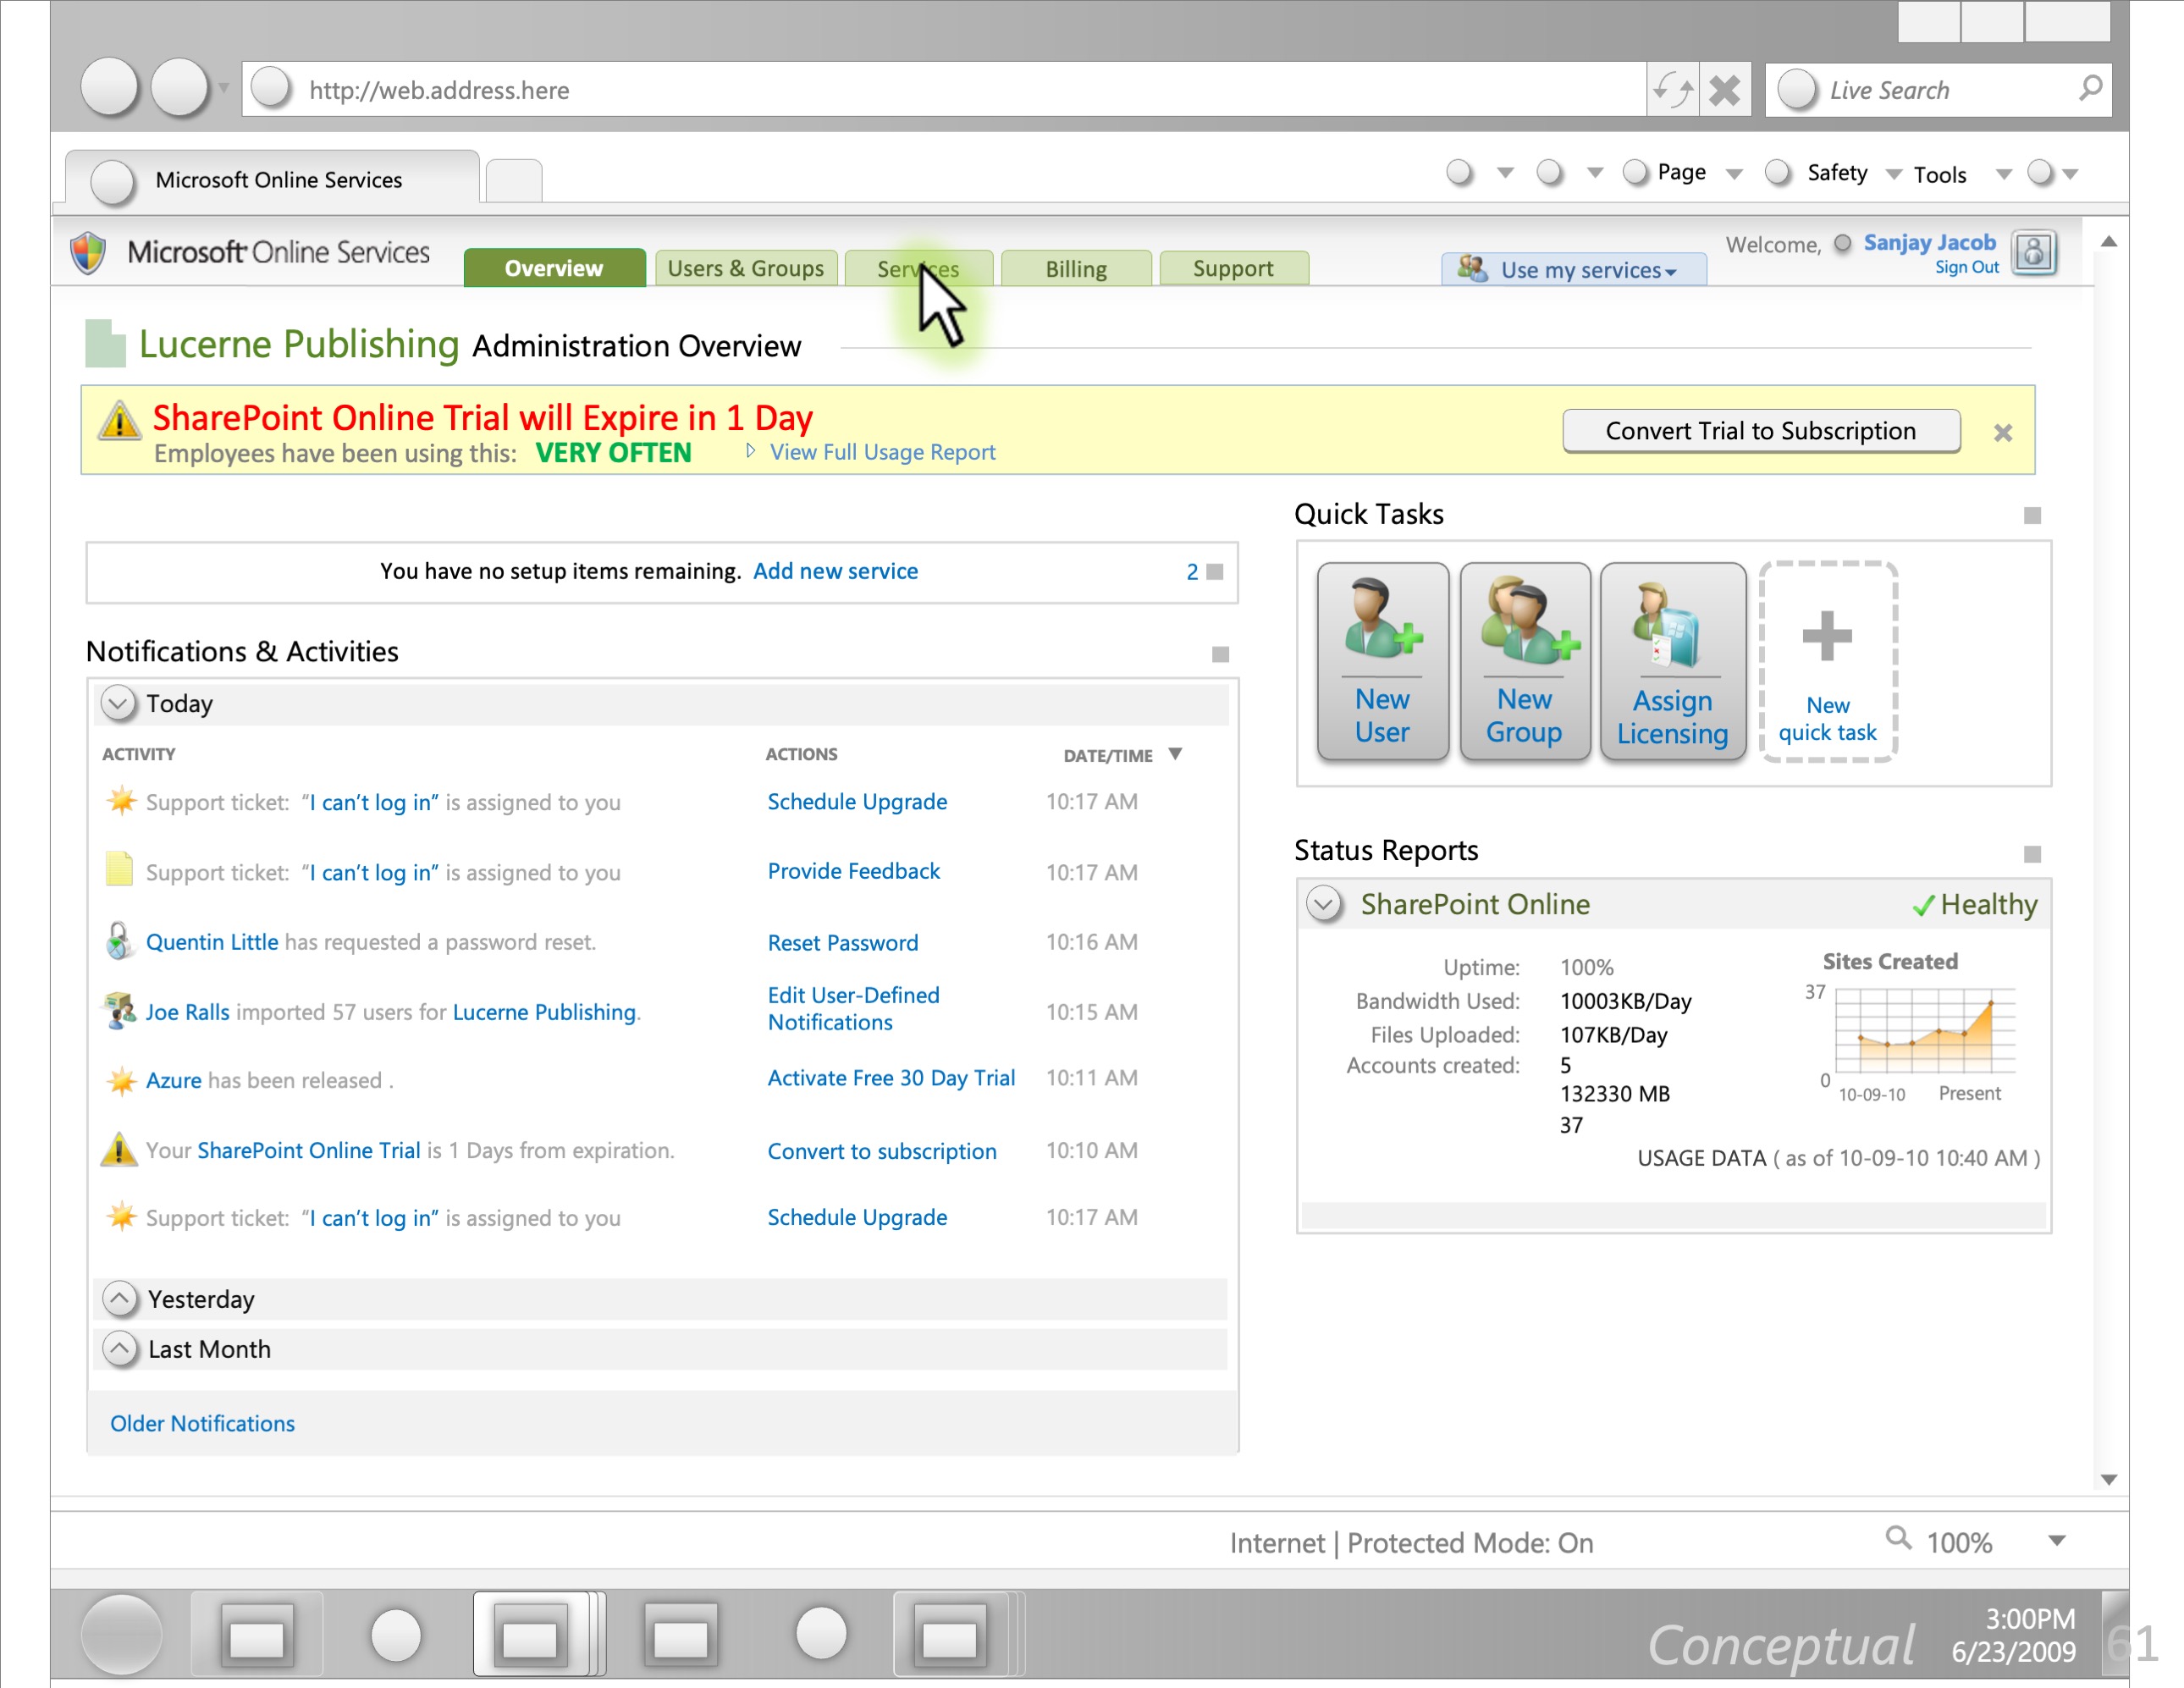 http://web.address.here
Live Search
Microsoft Online Services
Page
Safety
Tools
Microsoft Online Services
Overview
Users & Groups
Services
Billing
Support
Use my services
Welcome,
Sanjay Jacob
Sign Out
Lucerne Publishing Administration Overview
SharePoint Online Trial will Expire in 1 Day
Employees have been using this: VERY OFTEN
View Full Usage Report
Convert Trial to Subscription
You have no setup items remaining. Add new service
2
Notifications & Activities
Today
ACTIVITY ACTIONS DATE/TIME
Support ticket: “I can’t log in” is assigned to you Schedule Upgrade 10:17 AM
Support ticket: “I can’t log in” is assigned to you Provide Feedback 10:17 AM
Quentin Little has requested a password reset. Reset Password 10:16 AM
Joe Ralls imported 57 users for Lucerne Publishing. Edit User-Defined
Notifications 10:15 AM
Azure has been released . Activate Free 30 Day Trial 10:11 AM
Your SharePoint Online Trial is 1 Days from expiration. Convert to subscription 10:10 AM
Support ticket: “I can’t log in” is assigned to you Schedule Upgrade 10:17 AM
Yesterday
Last Month
Older Notifications
Quick Tasks
New
User
New
Group
Assign
Licensing
New
quick task
Status Reports
SharePoint Online
Healthy
Uptime: 100%
Bandwidth Used: 10003KB/Day
Files Uploaded: 107KB/Day
Accounts created: 5
132330 MB
37
Sites Created
37
0
10-09-10 Present
USAGE DATA ( as of 10-09-10 10:40 AM )
Internet | Protected Mode: On
100%
Conceptual
3:00PM
6/23/2009
61